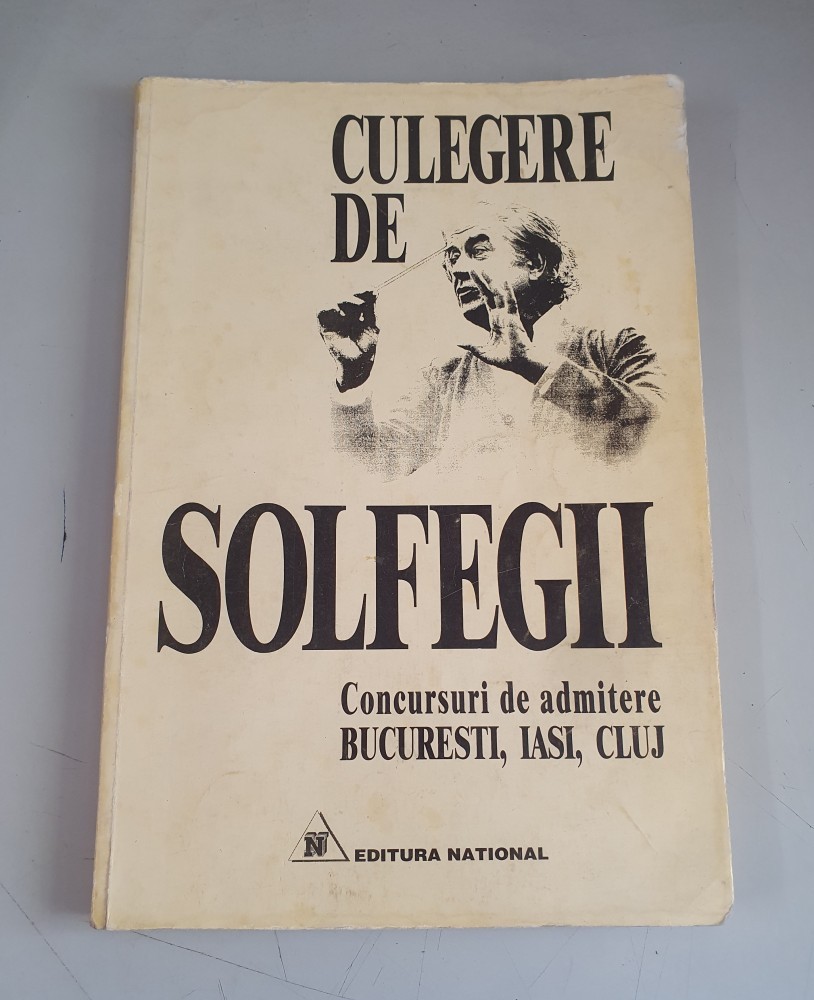 CULEGERE
DE
SOLFEGII
Concursuri de admitere
BUCURESTI, IASI, CLUJ
N EDITURA NATIONAL